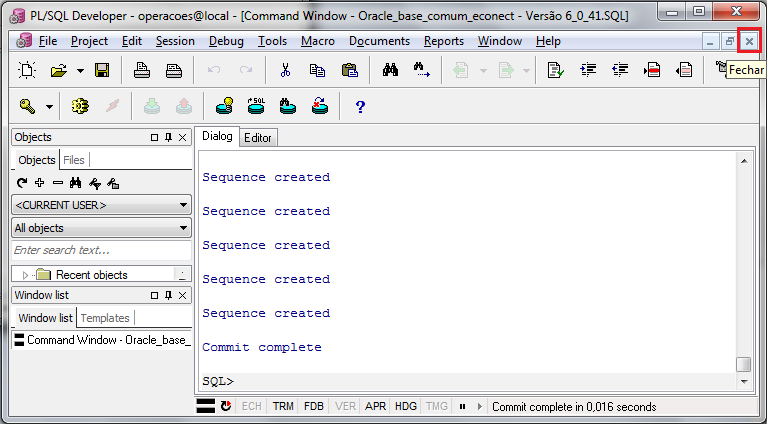 PL/SQL Developer - operacoes@local - [Command Window - Oracle_base_comum_econect - Versão 6_0_41.SQL]
File Project Edit Session Debug Tools Macro Documents Reports Window Help
Fechar
SQL
?
Objects
Objects Files
<CURRENT USER>
All objects
Enter search text...
Recent objects
Window list
Window list Templates
Command Window - Oracle_base_
Dialog Editor
Sequence created
Sequence created
Sequence created
Sequence created
Sequence created
Commit complete
SQL>
ECH TRM FDB VER APR HDG TMG Commit complete in 0,016 seconds